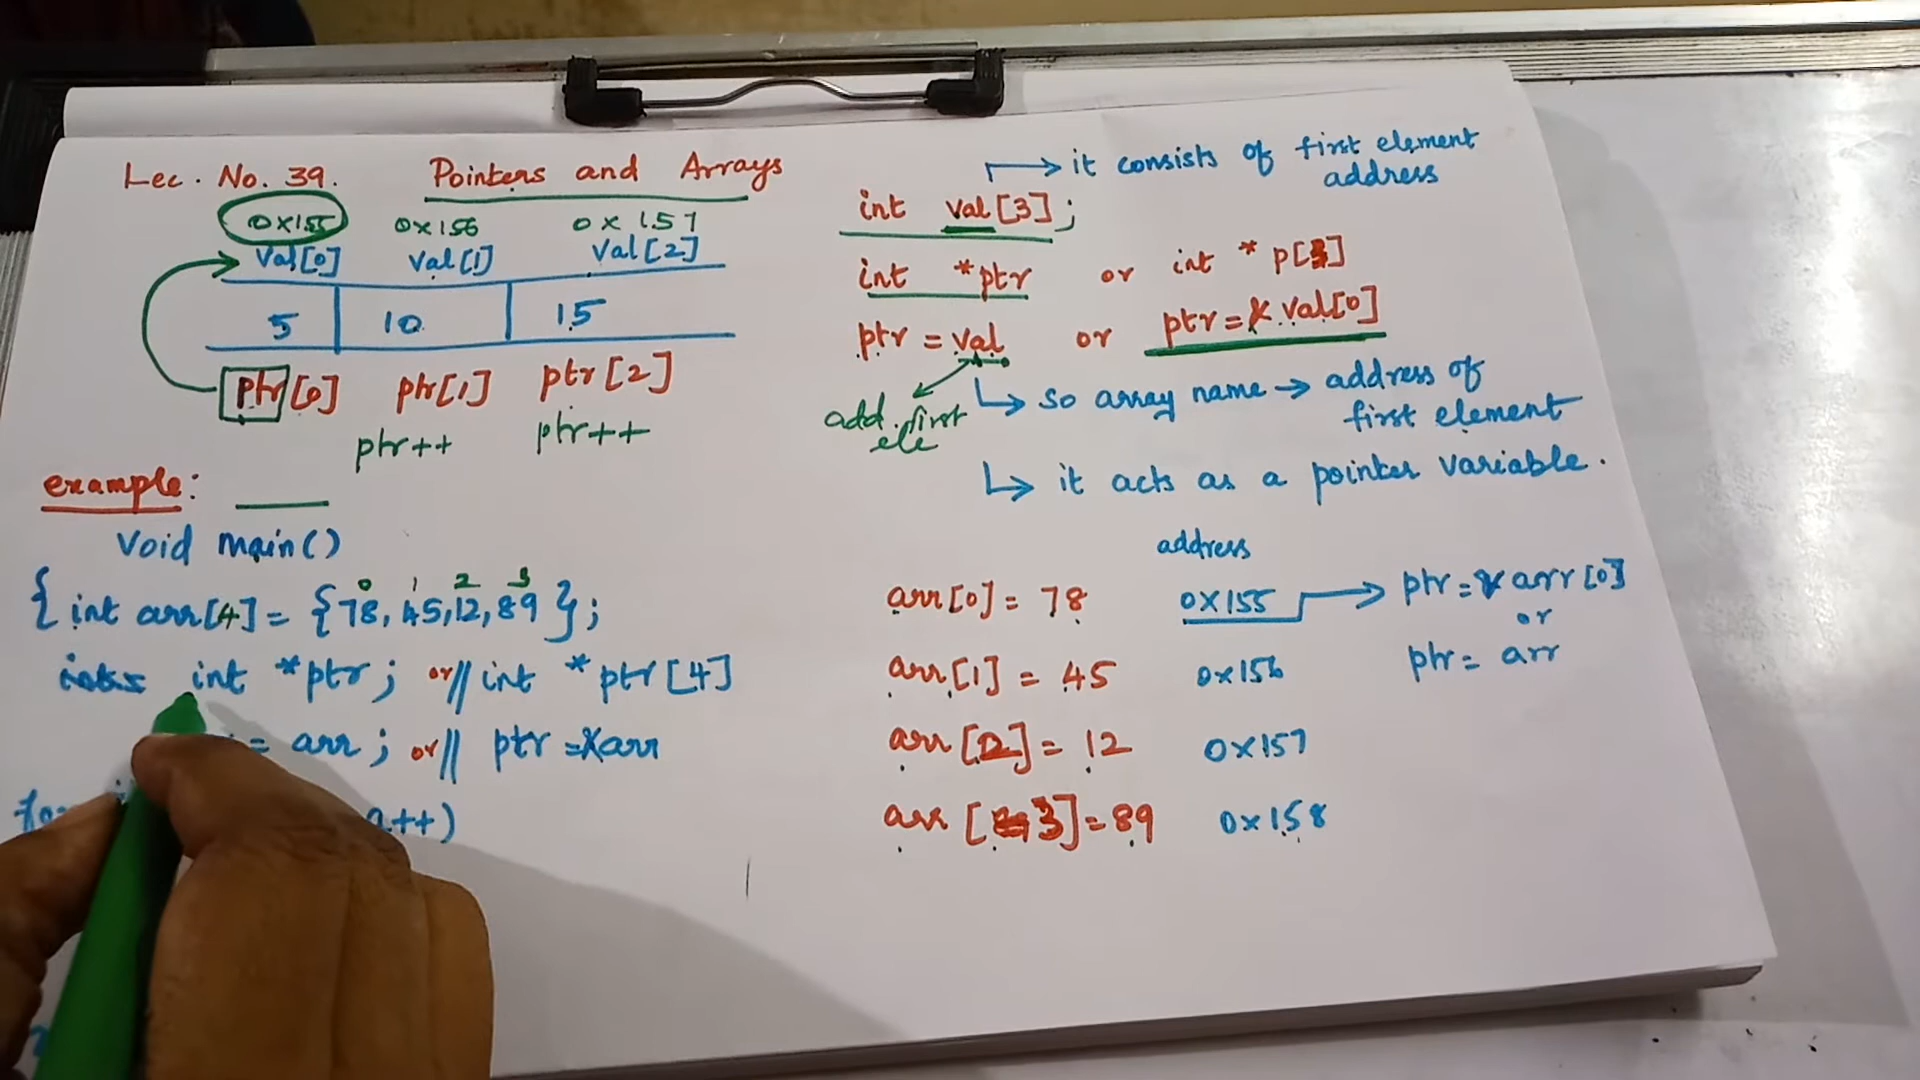 Lec. No. 39. Pointers and Arrays
0x155 0x156 0x157
val[0] val[1] val[2]
5 10 15
ptr[0] ptr[1] ptr[2]
ptr++ ptr++
example:
void main()
0 1 2 3
{ int arr[4] = {78, 45, 12, 89};
int *ptr; or // int *ptr[4]
= arr; or // ptr = &arr
++)
it consists of first element
address
int val[3];
int *ptr or int *p[3]
ptr = val or ptr = & val[0]
add. first
ele
so array name → address of
first element
it acts as a pointer variable.
address
arr[0] = 78 0x155 → ptr = & arr[0]
or
arr[1] = 45 0x156 ptr = arr
arr[2] = 12 0x157
arr[3] = 89 0x158